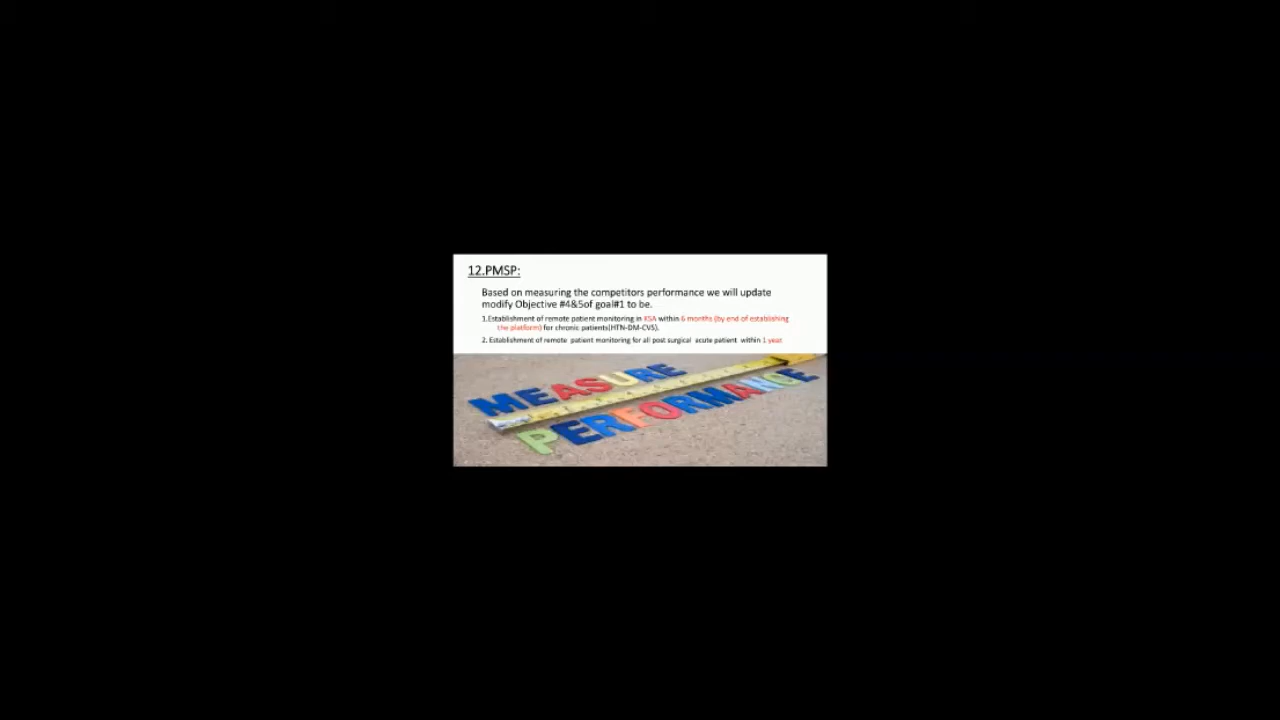 12.PMSP:
Based on measuring the competitors performance we will update
modify Objective #4&5of goal#1 to be.
1.Establishment of remote patient monitoring in KSA within 6 months (by end of establishing
the platform) for chronic patients(HTN-DM-CVS).
2. Establishment of remote patient monitoring for all post surgical acute patient within 1 year
MEASURE
PERFORMANCE